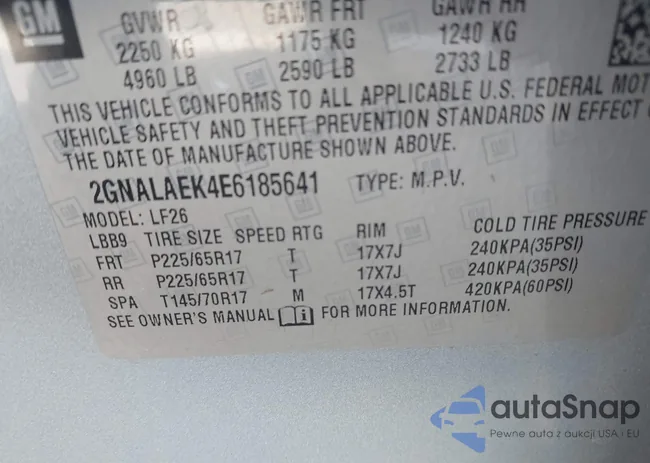 GM
GVWR GAWR FRT GAWR RR
2250 KG 1175 KG 1240 KG
4960 LB 2590 LB 2733 LB
THIS VEHICLE CONFORMS TO ALL APPLICABLE U.S. FEDERAL MOT
VEHICLE SAFETY AND THEFT PREVENTION STANDARDS IN EFFECT
THE DATE OF MANUFACTURE SHOWN ABOVE.
2GNALAEK4E6185641 TYPE: M.P.V.
MODEL: LF26
LBB9 TIRE SIZE SPEED RTG RIM COLD TIRE PRESSURE
FRT P225/65R17 T 17X7J 240KPA(35PSI)
RR P225/65R17 T 17X7J 240KPA(35PSI)
SPA T145/70R17 M 17X4.5T 420KPA(60PSI)
SEE OWNER'S MANUAL FOR MORE INFORMATION.
autaSnap
Pewne auta z aukcji USA i EU